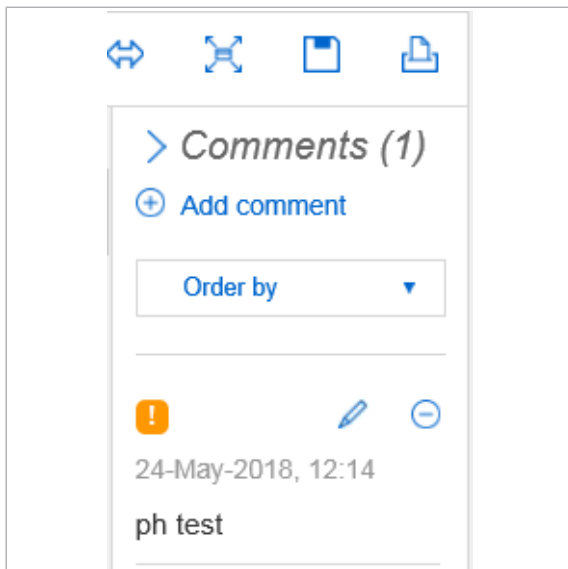 Comments (1)
Add comment
Order by
!
24-May-2018, 12:14
ph test